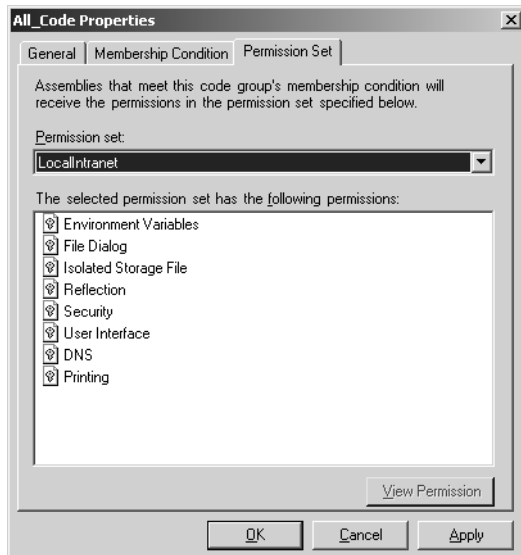 All_Code Properties
General
Membership Condition
Permission Set
Assemblies that meet this code group's membership condition will
receive the permissions in the permission set specified below.
Permission set:
LocalIntranet
The selected permission set has the following permissions:
Environment Variables
File Dialog
Isolated Storage File
Reflection
Security
User Interface
DNS
Printing
View Permission
OK
Cancel
Apply